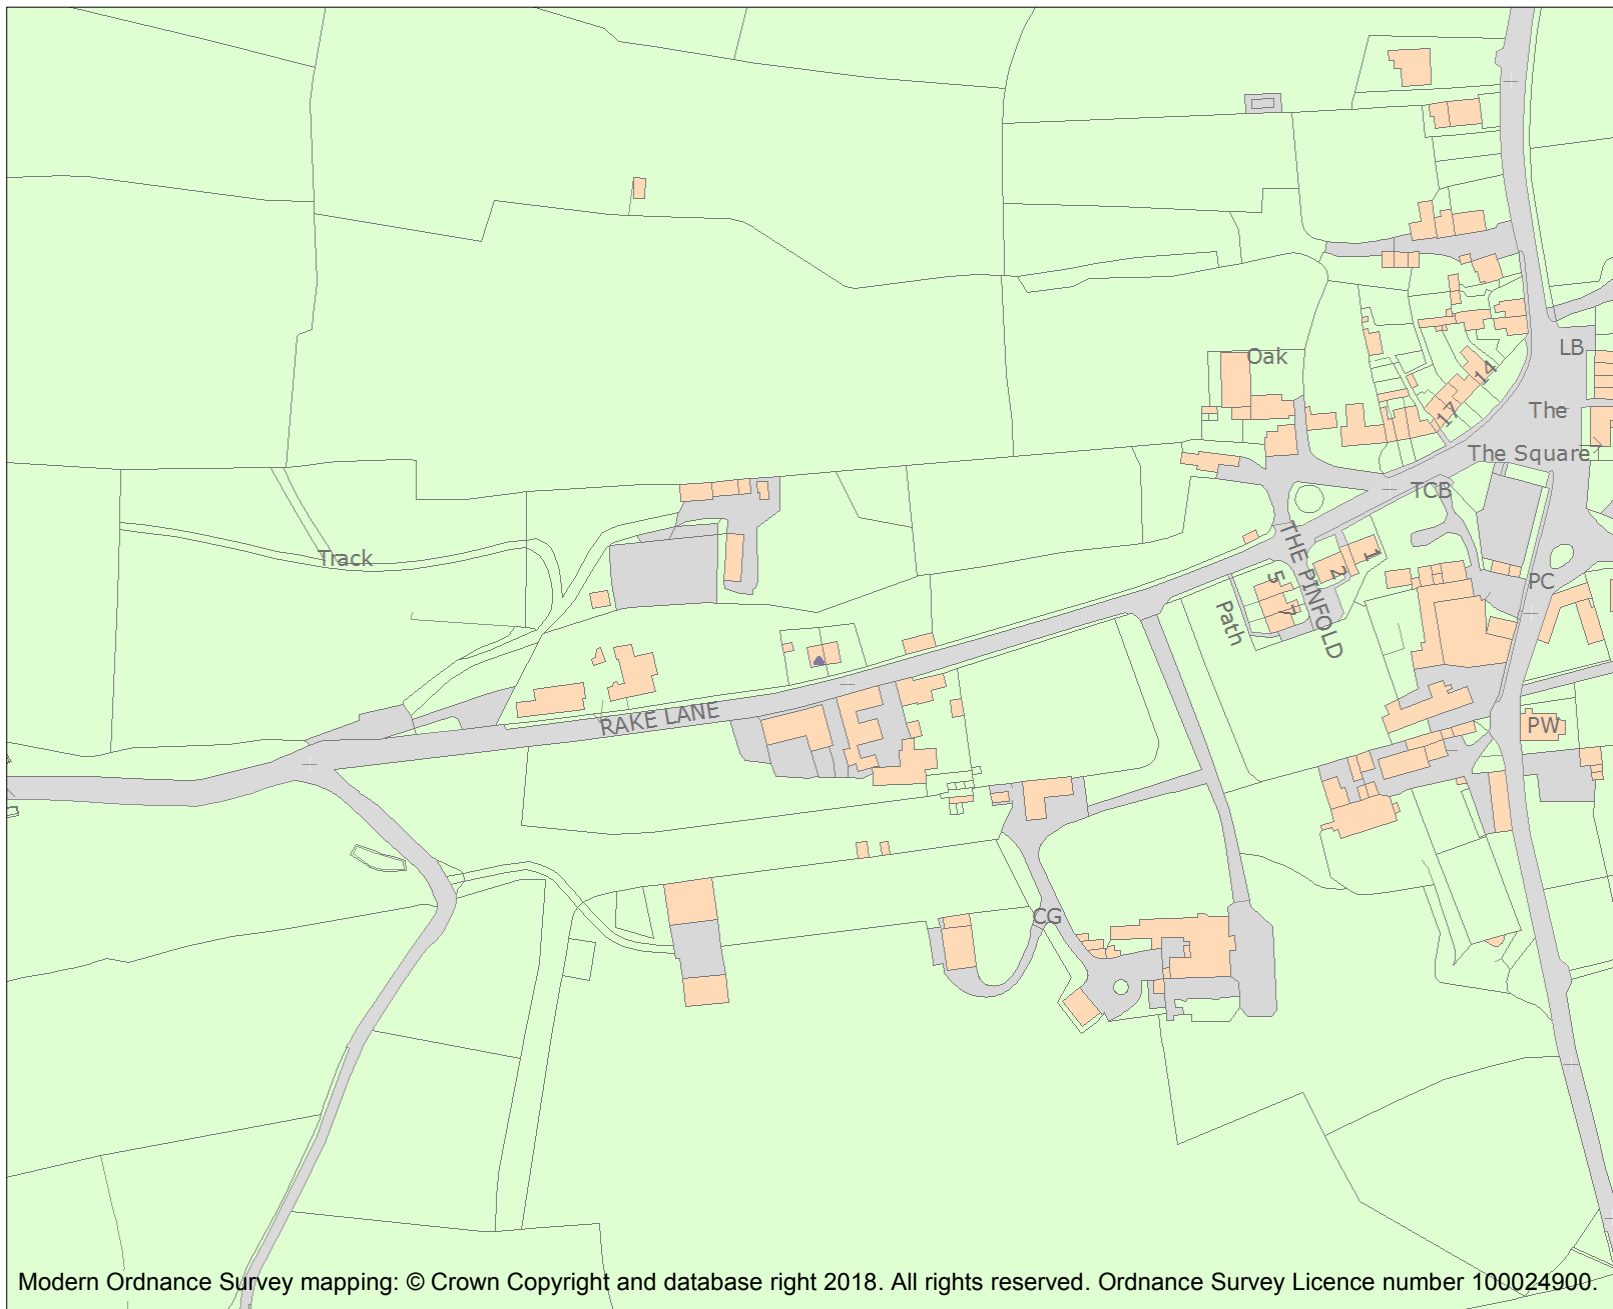 LB
Oak
14
The
17
The Square
TCB
Track
THE PINFOLD
1
2
5
7
PC
Path
RAKE LANE
PW
CG
Modern Ordnance Survey mapping: © Crown Copyright and database right 2018. All rights reserved. Ordnance Survey Licence number 100024900.